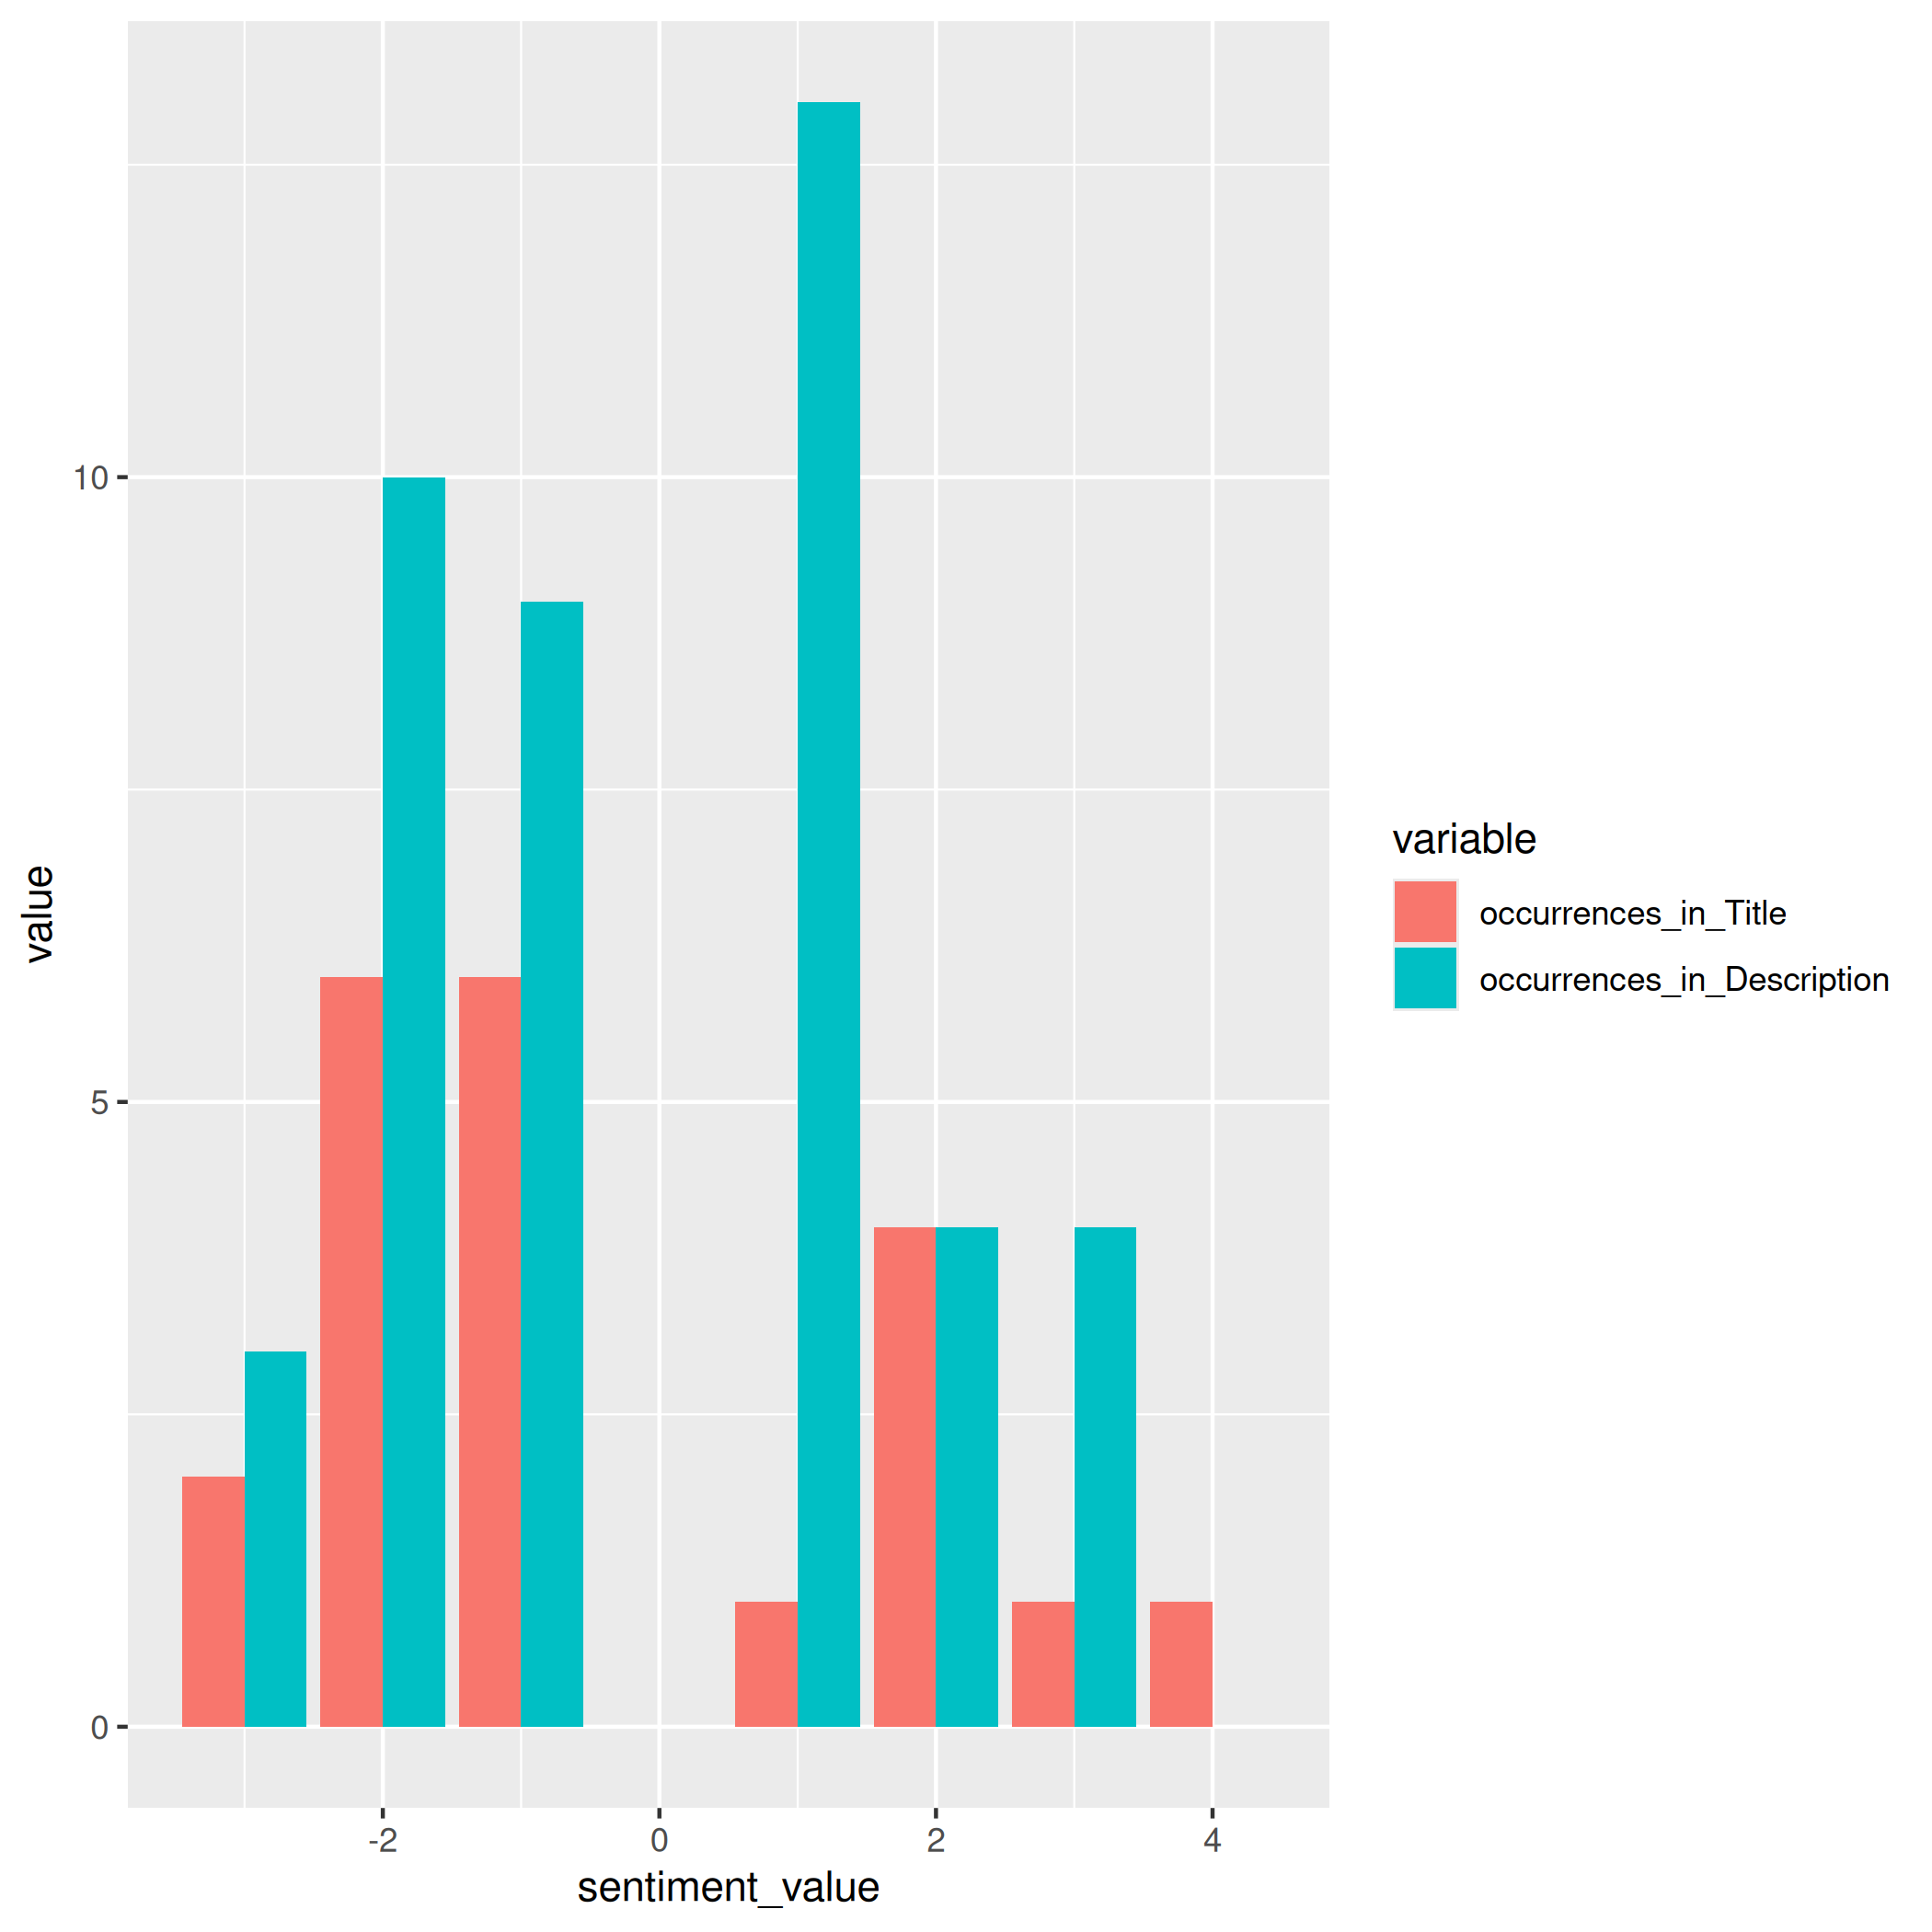 10
5
0
value
-2 0 2 4
sentiment_value
variable
occurrences_in_Title
occurrences_in_Description